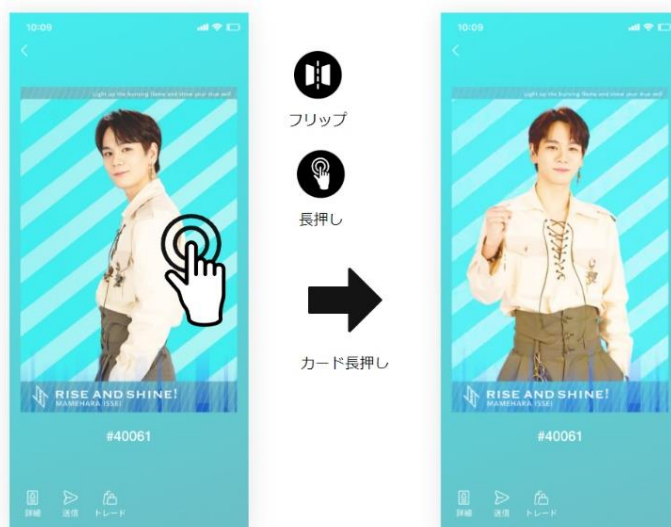 10:09
Light up the burning flame and show your true self
RISE AND SHINE!
MAMEHARA ISSEI
#40061
詳細
送信
トレード
フリップ
長押し
カード長押し
10:09
Light up the burning flame and show your true self
RISE AND SHINE!
MAMEHARA ISSEI
#40061
詳細
送信
トレード